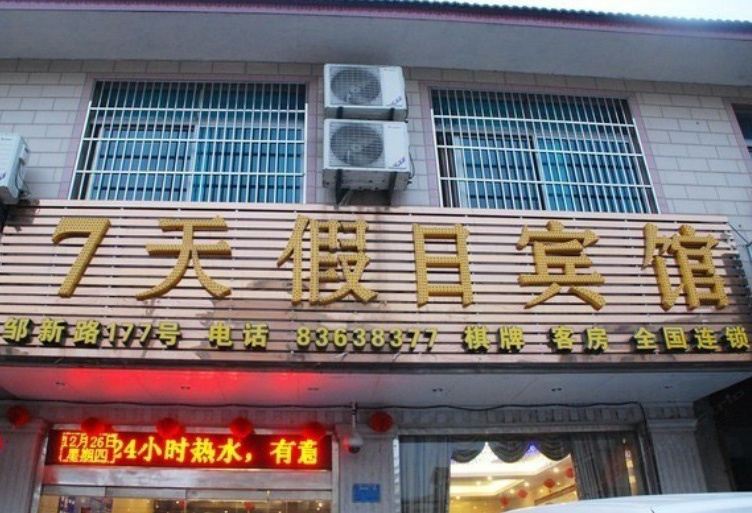 7天假日宾馆
邹新路177号 电话 83638377 棋牌 客房 全国连锁
12月26日
星期四
24小时热水，有意